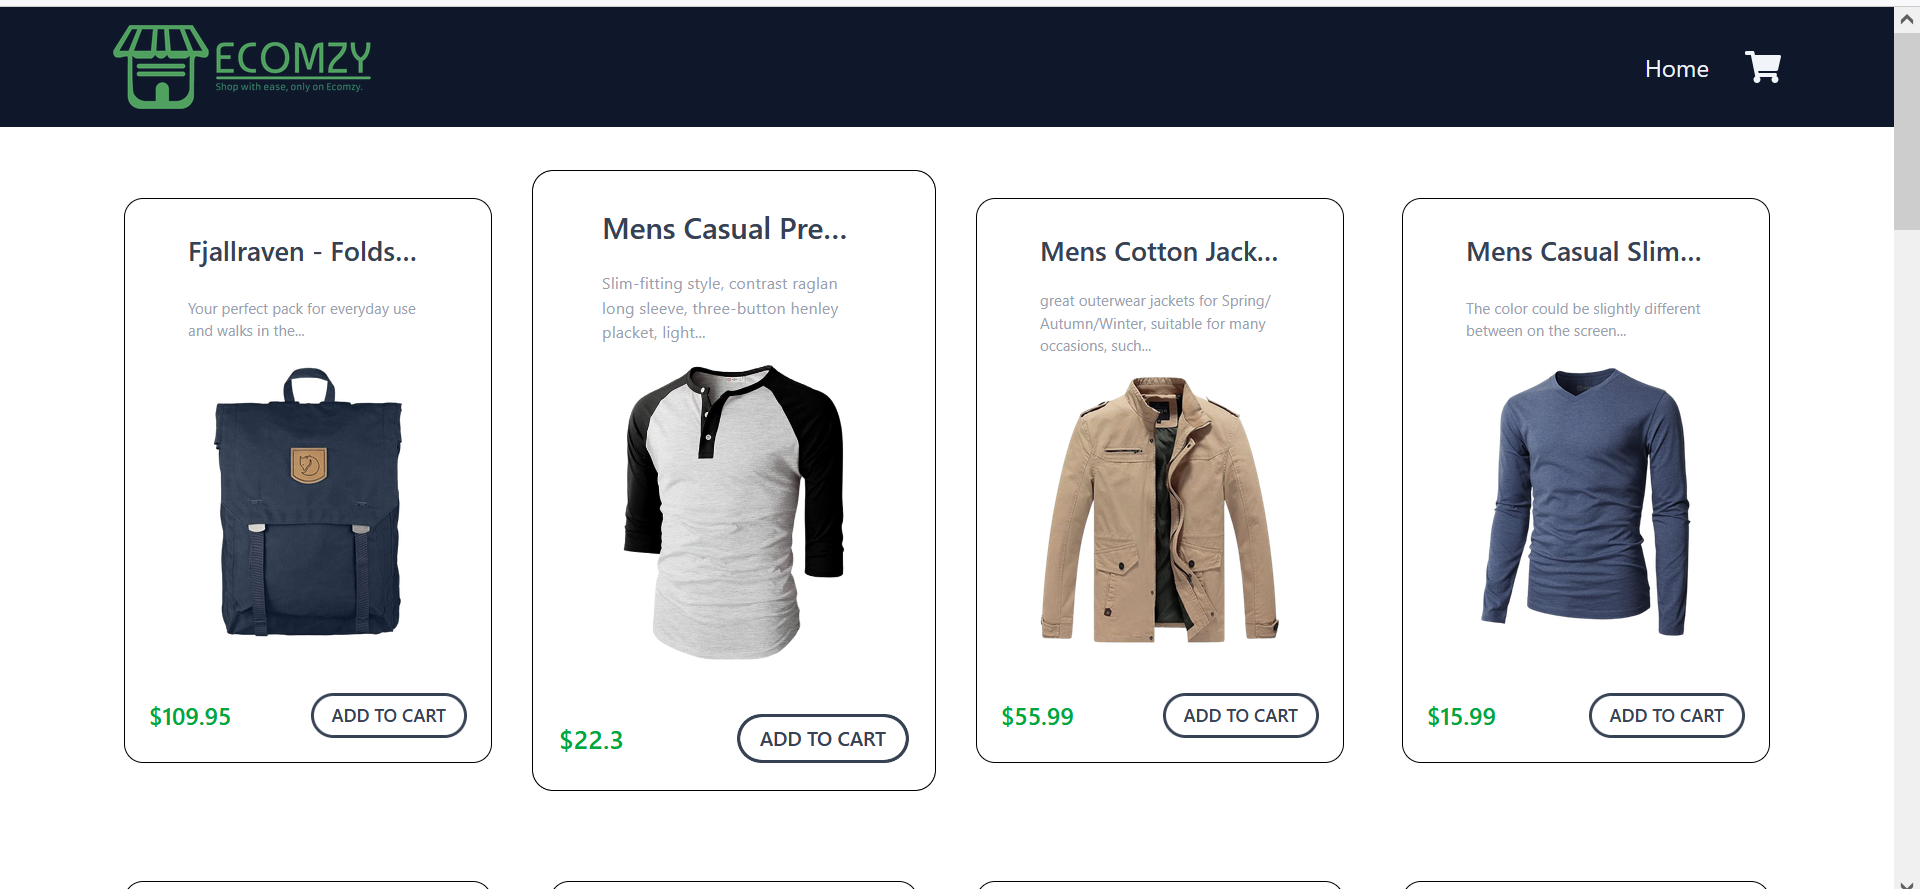 ECOMZY
Shop with ease, only on Ecomzy.
Home
Fjallraven - Folds...
Your perfect pack for everyday use
and walks in the...
$109.95
ADD TO CART
Mens Casual Pre...
Slim-fitting style, contrast raglan
long sleeve, three-button henley
placket, light...
$22.3
ADD TO CART
Mens Cotton Jack...
great outerwear jackets for Spring/
Autumn/Winter, suitable for many
occasions, such...
$55.99
ADD TO CART
Mens Casual Slim...
The color could be slightly different
between on the screen...
$15.99
ADD TO CART